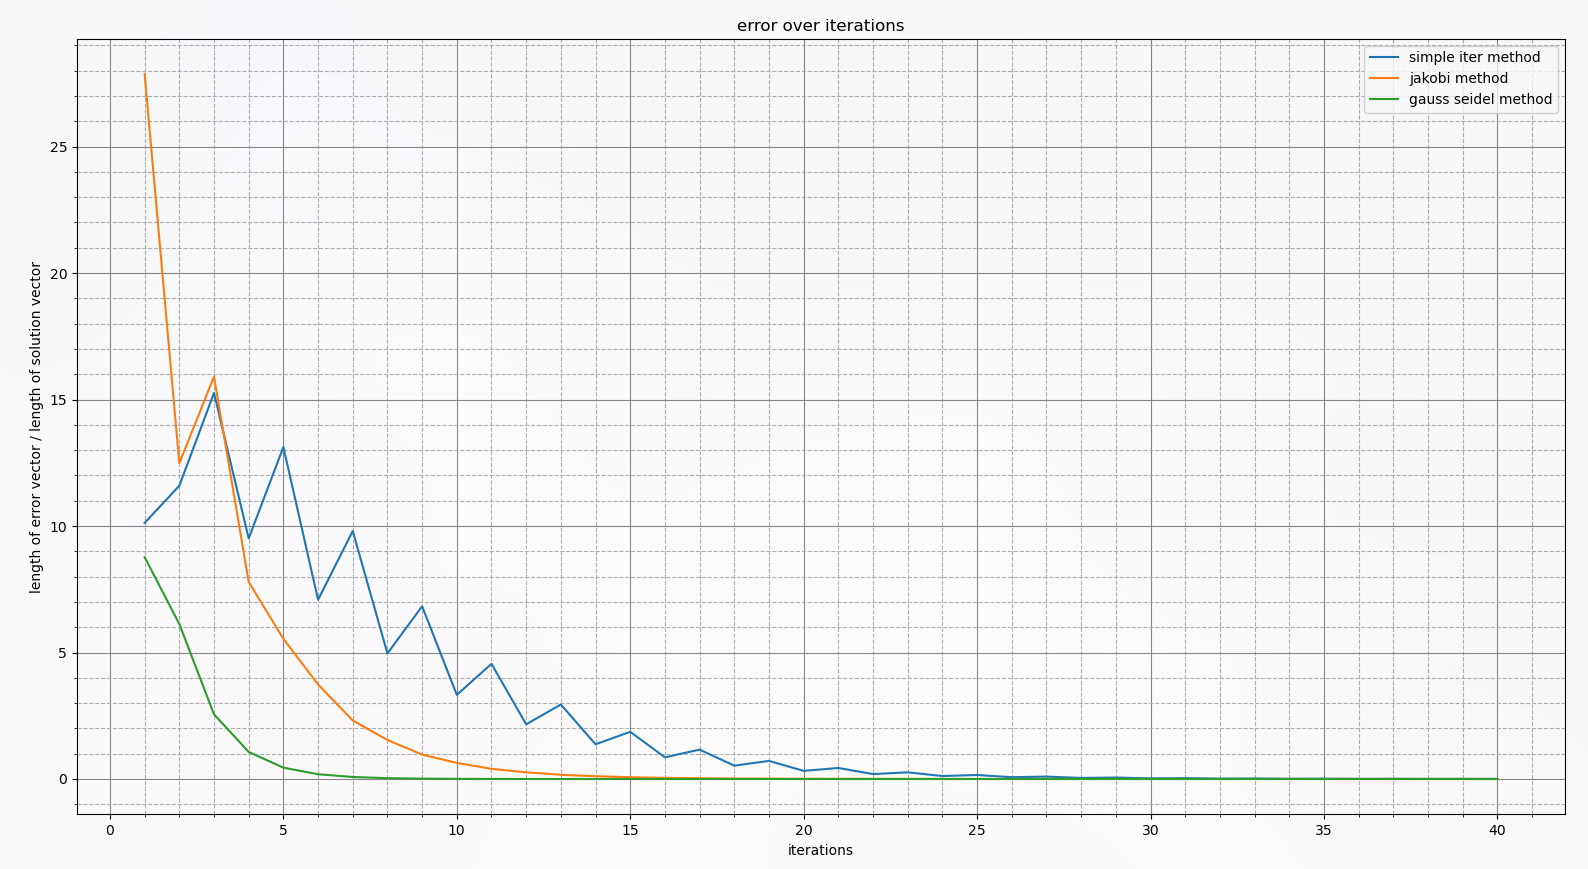 error over iterations
simple iter method
jakobi method
gauss seidel method
length of error vector / length of solution vector
25
20
15
10
5
0
0 5 10 15 20 25 30 35 40
iterations